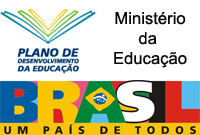 PLANO DE
DESENVOLVIMENTO
DA EDUCAÇÃO
Ministério
da
Educação
BRASIL
UM PAÍS DE TODOS